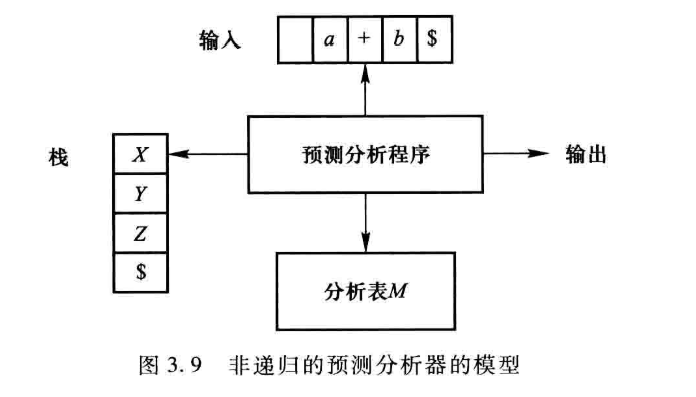 输入
a + b $
栈
X
Y
Z
$
预测分析程序
输出
分析表M
图 3.9 非递归的预测分析器的模型